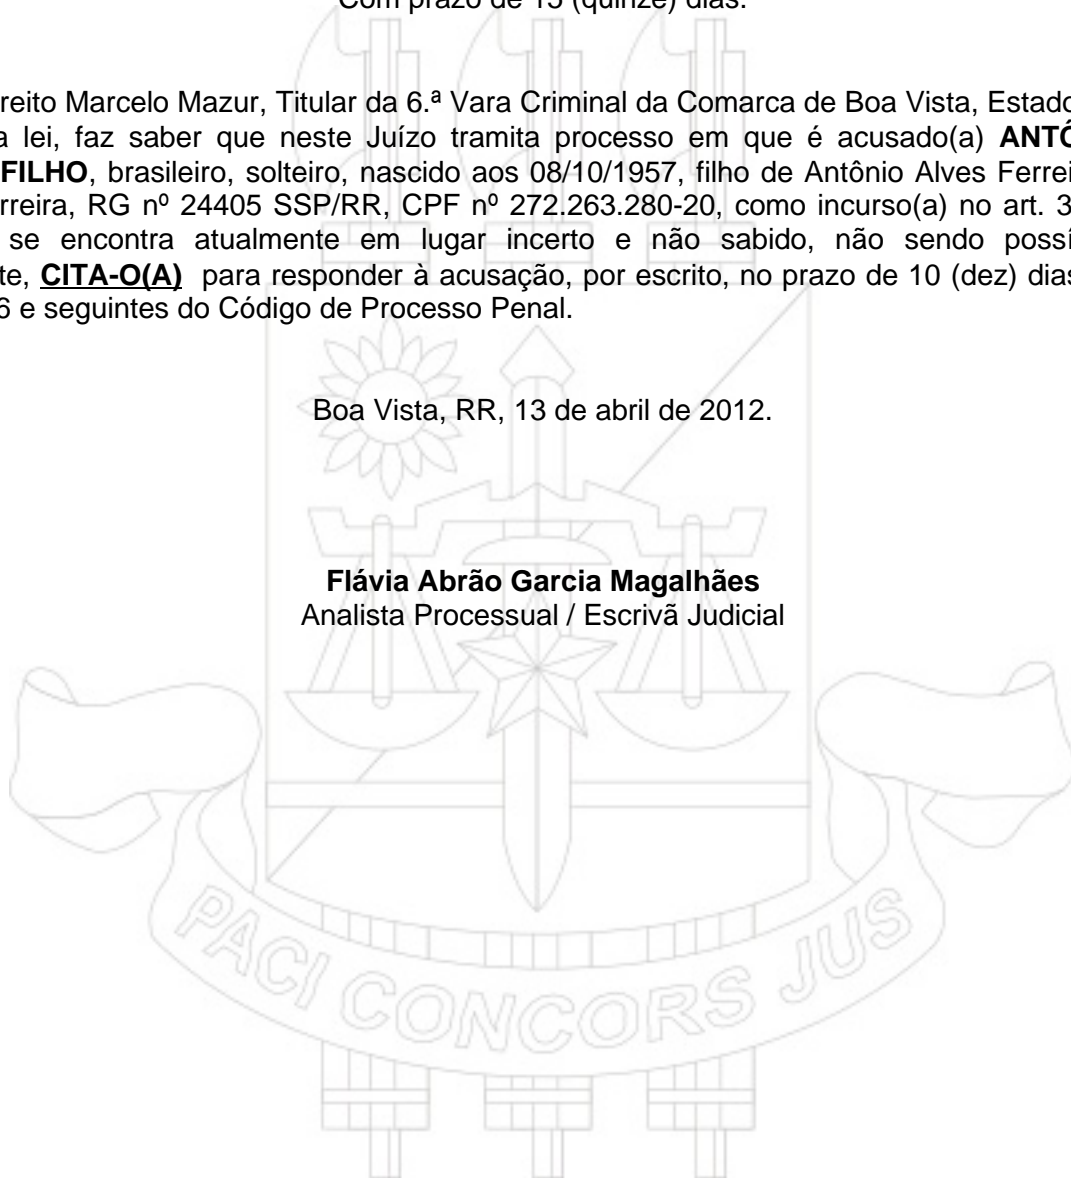 Com prazo de 15 (quinze) dias.
reito Marcelo Mazur, Titular da 6.ª Vara Criminal da Comarca de Boa Vista, Estado
a lei, faz saber que neste Juízo tramita processo em que é acusado(a) ANTÔ
FILHO, brasileiro, solteiro, nascido aos 08/10/1957, filho de Antônio Alves Ferrei
rreira, RG nº 24405 SSP/RR, CPF nº 272.263.280-20, como incurso(a) no art. 3
se encontra atualmente em lugar incerto e não sabido, não sendo possí
te, CITA-O(A) para responder à acusação, por escrito, no prazo de 10 (dez) dias
6 e seguintes do Código de Processo Penal.
Boa Vista, RR, 13 de abril de 2012.
Flávia Abrão Garcia Magalhães
Analista Processual / Escrivã Judicial
PACI CONCORS JUS